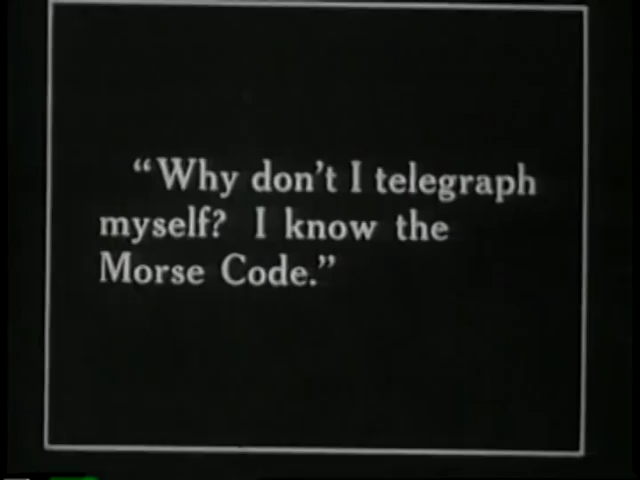 “Why don’t I telegraph
myself? I know the
Morse Code.”